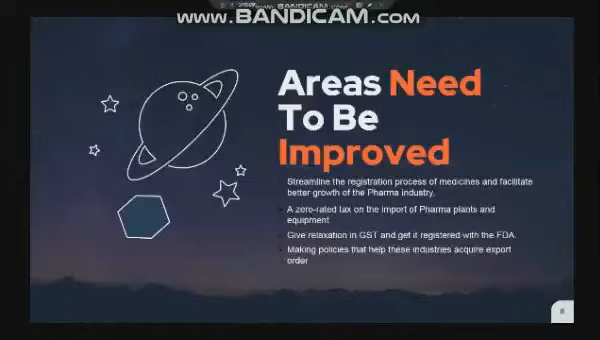 www.BANDICAM.com
Areas Need
To Be
Improved
Streamline the registration process of medicines and facilitate
better growth of the Pharma industry.
A zero-rated tax on the import of Pharma plants and
equipment
Give relaxation in GST and get it registered with the FDA.
Making policies that help these industries acquire export
order